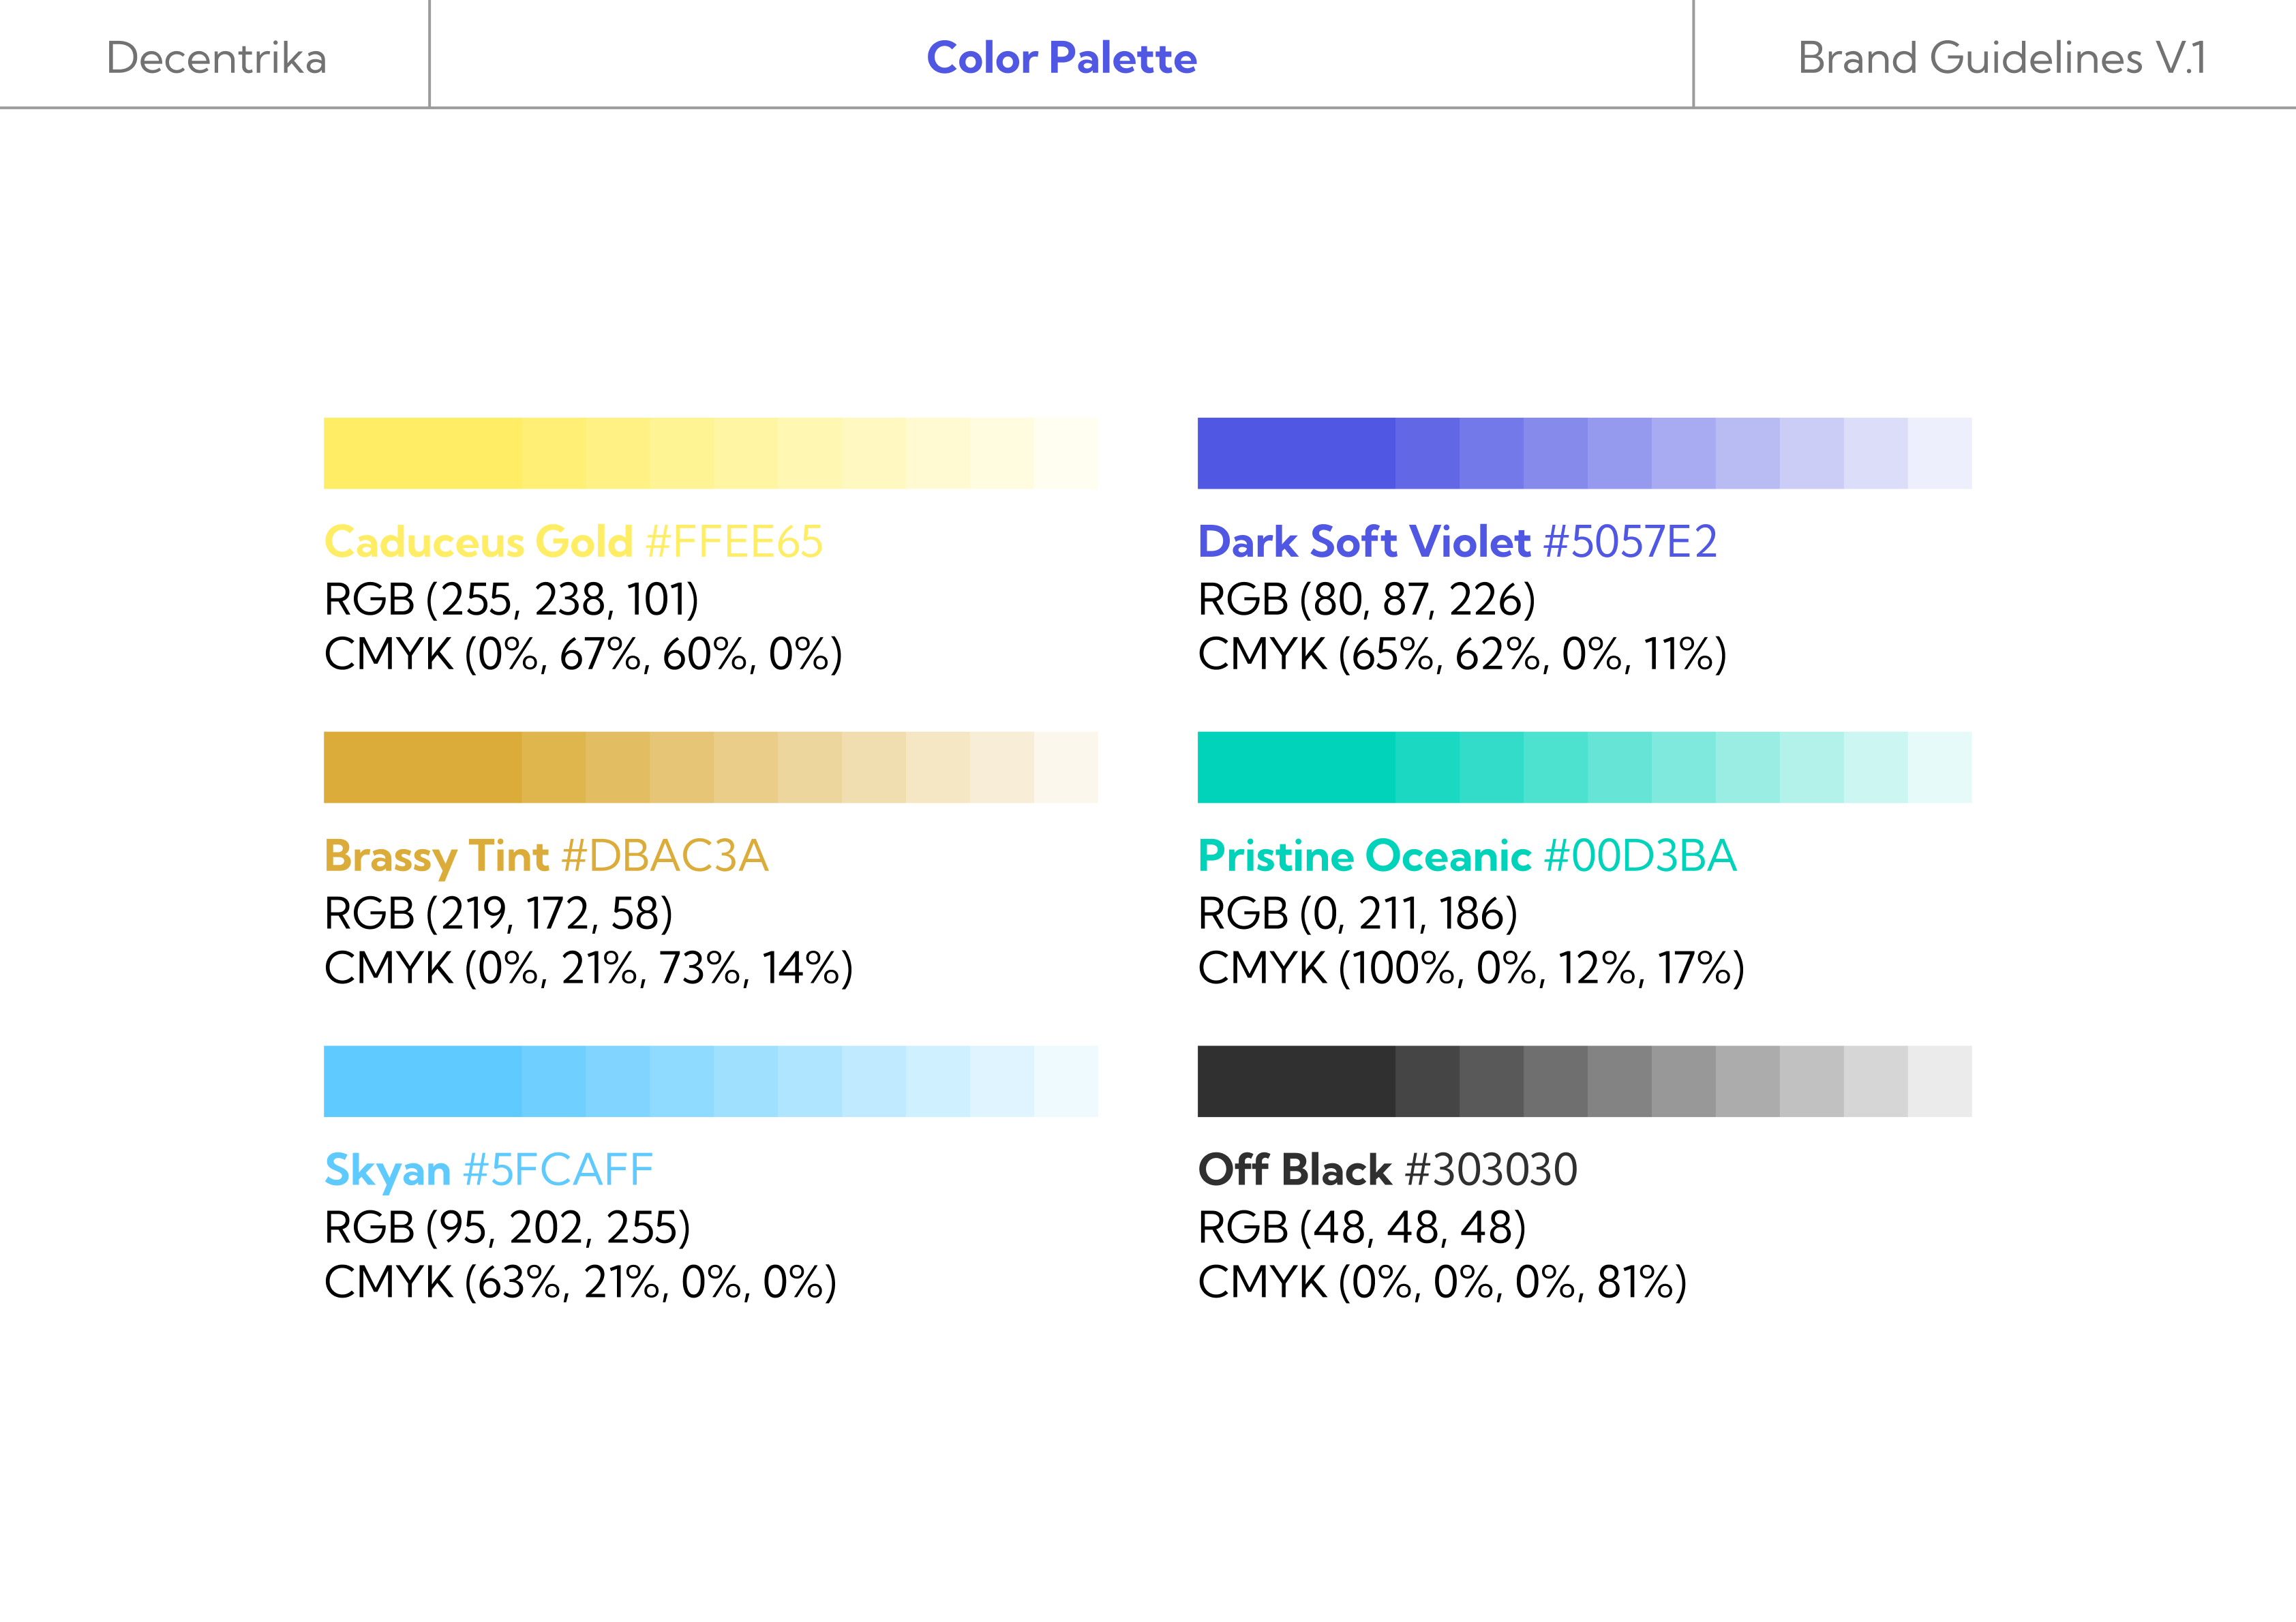 Decentrika
Color Palette
Brand Guidelines V.1
Caduceus Gold #FFEE65
RGB (255, 238, 101)
CMYK (0%, 67%, 60%, 0%)
Dark Soft Violet #5057E2
RGB (80, 87, 226)
CMYK (65%, 62%, 0%, 11%)
Brassy Tint #DBAC3A
RGB (219, 172, 58)
CMYK (0%, 21%, 73%, 14%)
Pristine Oceanic #00D3BA
RGB (0, 211, 186)
CMYK (100%, 0%, 12%, 17%)
Skyan #5FCAFF
RGB (95, 202, 255)
CMYK (63%, 21%, 0%, 0%)
Off Black #303030
RGB (48, 48, 48)
CMYK (0%, 0%, 0%, 81%)